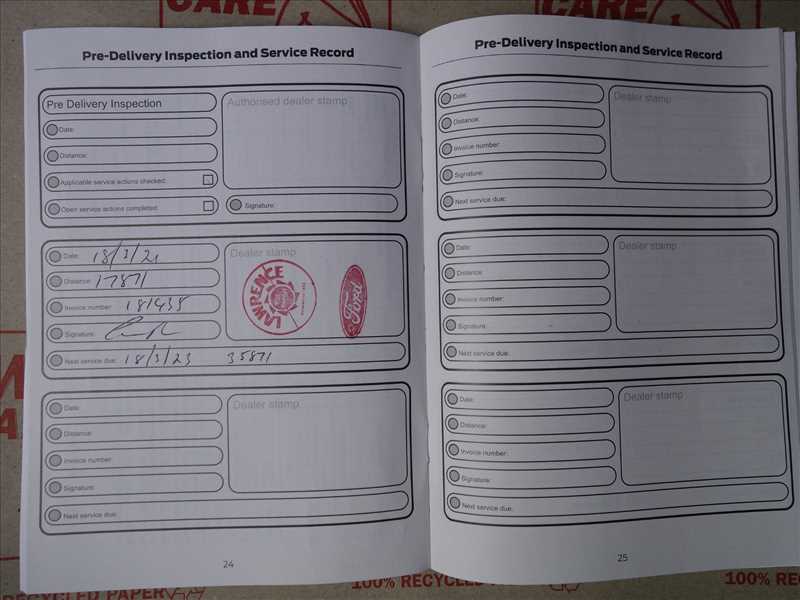 CARE
CARE
Pre-Delivery Inspection and Service Record
Pre Delivery Inspection
Authorised dealer stamp
Date:
Distance:
Applicable service actions checked:
Open service actions completed:
Signature:
Date: 18/3/21
Dealer stamp
Distance: 17871
LAWRENCE
Ford
Invoice number: 181438
Signature:
Next service due: 18/3/23 35871
Date:
Dealer stamp
Distance:
Invoice number:
Signature:
Next service due:
24
Pre-Delivery Inspection and Service Record
Date:
Dealer stamp
Distance:
Invoice number:
Signature:
Next service due:
Date:
Dealer stamp
Distance:
Invoice number:
Signature:
Next service due:
Date:
Dealer stamp
Distance:
Invoice number:
Signature:
Next service due:
25
RECYCLED PAPER
100% RECYCLED
100% RECY